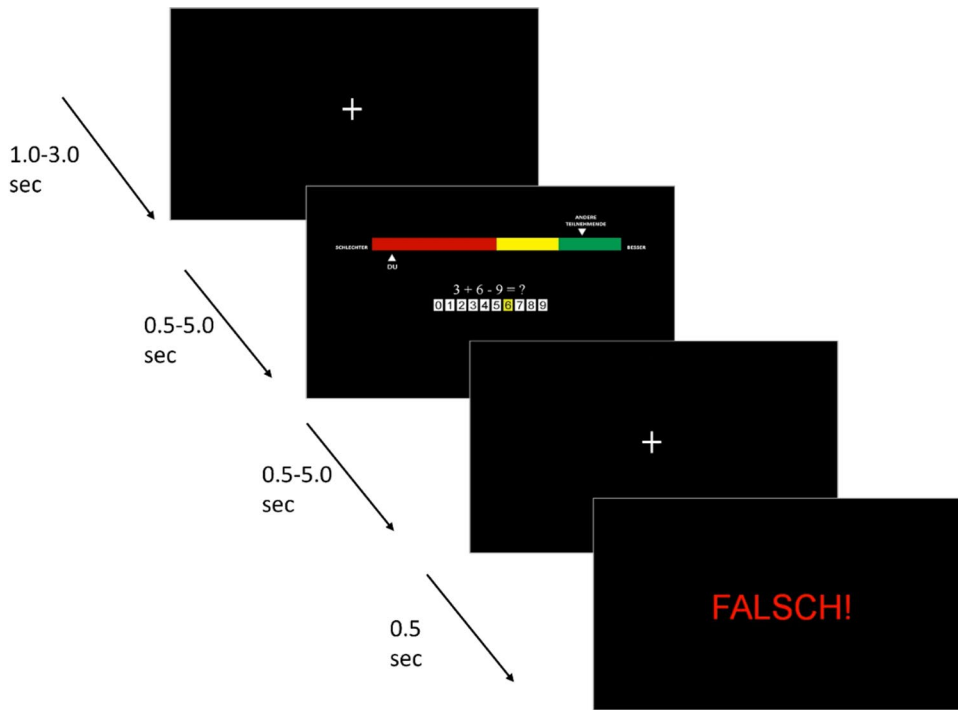 +
1.0-3.0
sec
ANDERE
TEILNEHMENDE
SCHLECHTER
BESSER
DU
3 + 6 - 9 = ?
0 1 2 3 4 5 6 7 8 9
0.5-5.0
sec
+
0.5-5.0
sec
FALSCH!
0.5
sec